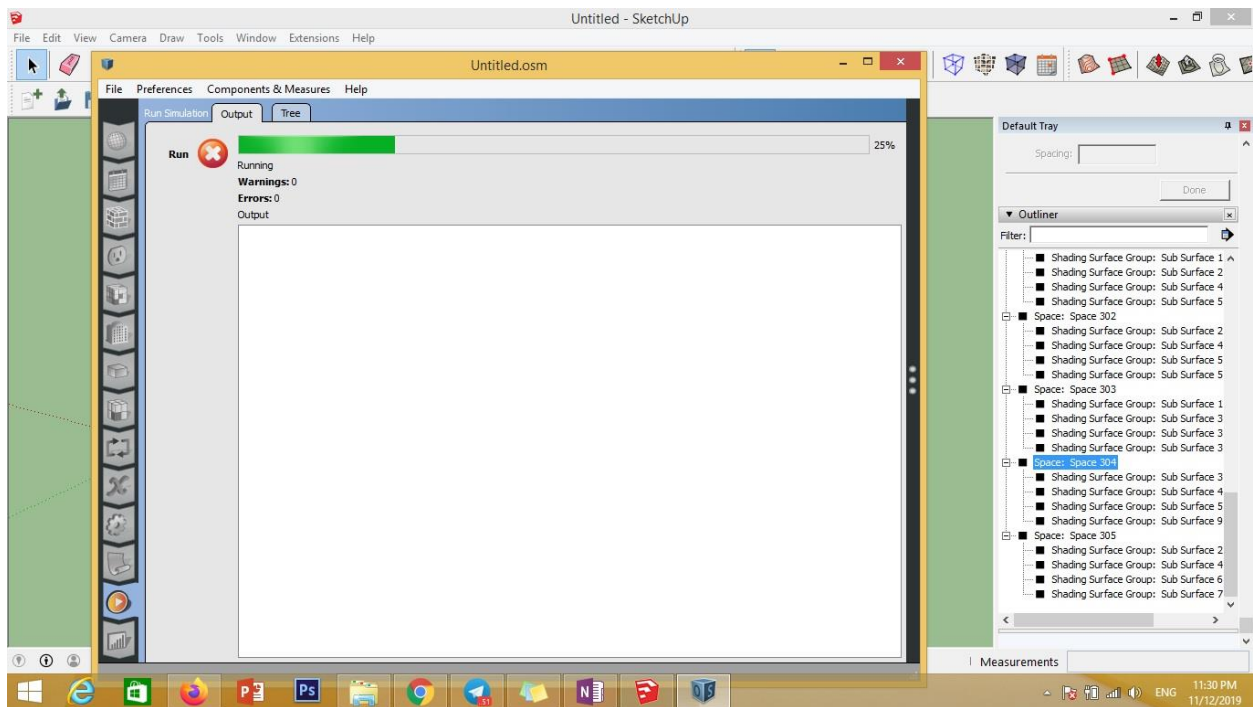 Untitled - SketchUp
File Edit View Camera Draw Tools Window Extensions Help
Untitled.osm
File Preferences Components & Measures Help
Run Simulation Output Tree
Run
25%
Running
Warnings: 0
Errors: 0
Output
Default Tray
Spacing:
Done
Outliner
Filter:
Shading Surface Group: Sub Surface 1
Shading Surface Group: Sub Surface 2
Shading Surface Group: Sub Surface 4
Shading Surface Group: Sub Surface 5
Space: Space 302
Shading Surface Group: Sub Surface 2
Shading Surface Group: Sub Surface 4
Shading Surface Group: Sub Surface 5
Shading Surface Group: Sub Surface 5
Space: Space 303
Shading Surface Group: Sub Surface 1
Shading Surface Group: Sub Surface 3
Shading Surface Group: Sub Surface 3
Shading Surface Group: Sub Surface 3
Space: Space 304
Shading Surface Group: Sub Surface 3
Shading Surface Group: Sub Surface 4
Shading Surface Group: Sub Surface 5
Shading Surface Group: Sub Surface 9
Space: Space 305
Shading Surface Group: Sub Surface 2
Shading Surface Group: Sub Surface 4
Shading Surface Group: Sub Surface 6
Shading Surface Group: Sub Surface 7
Measurements
ENG
11:30 PM
11/12/2019